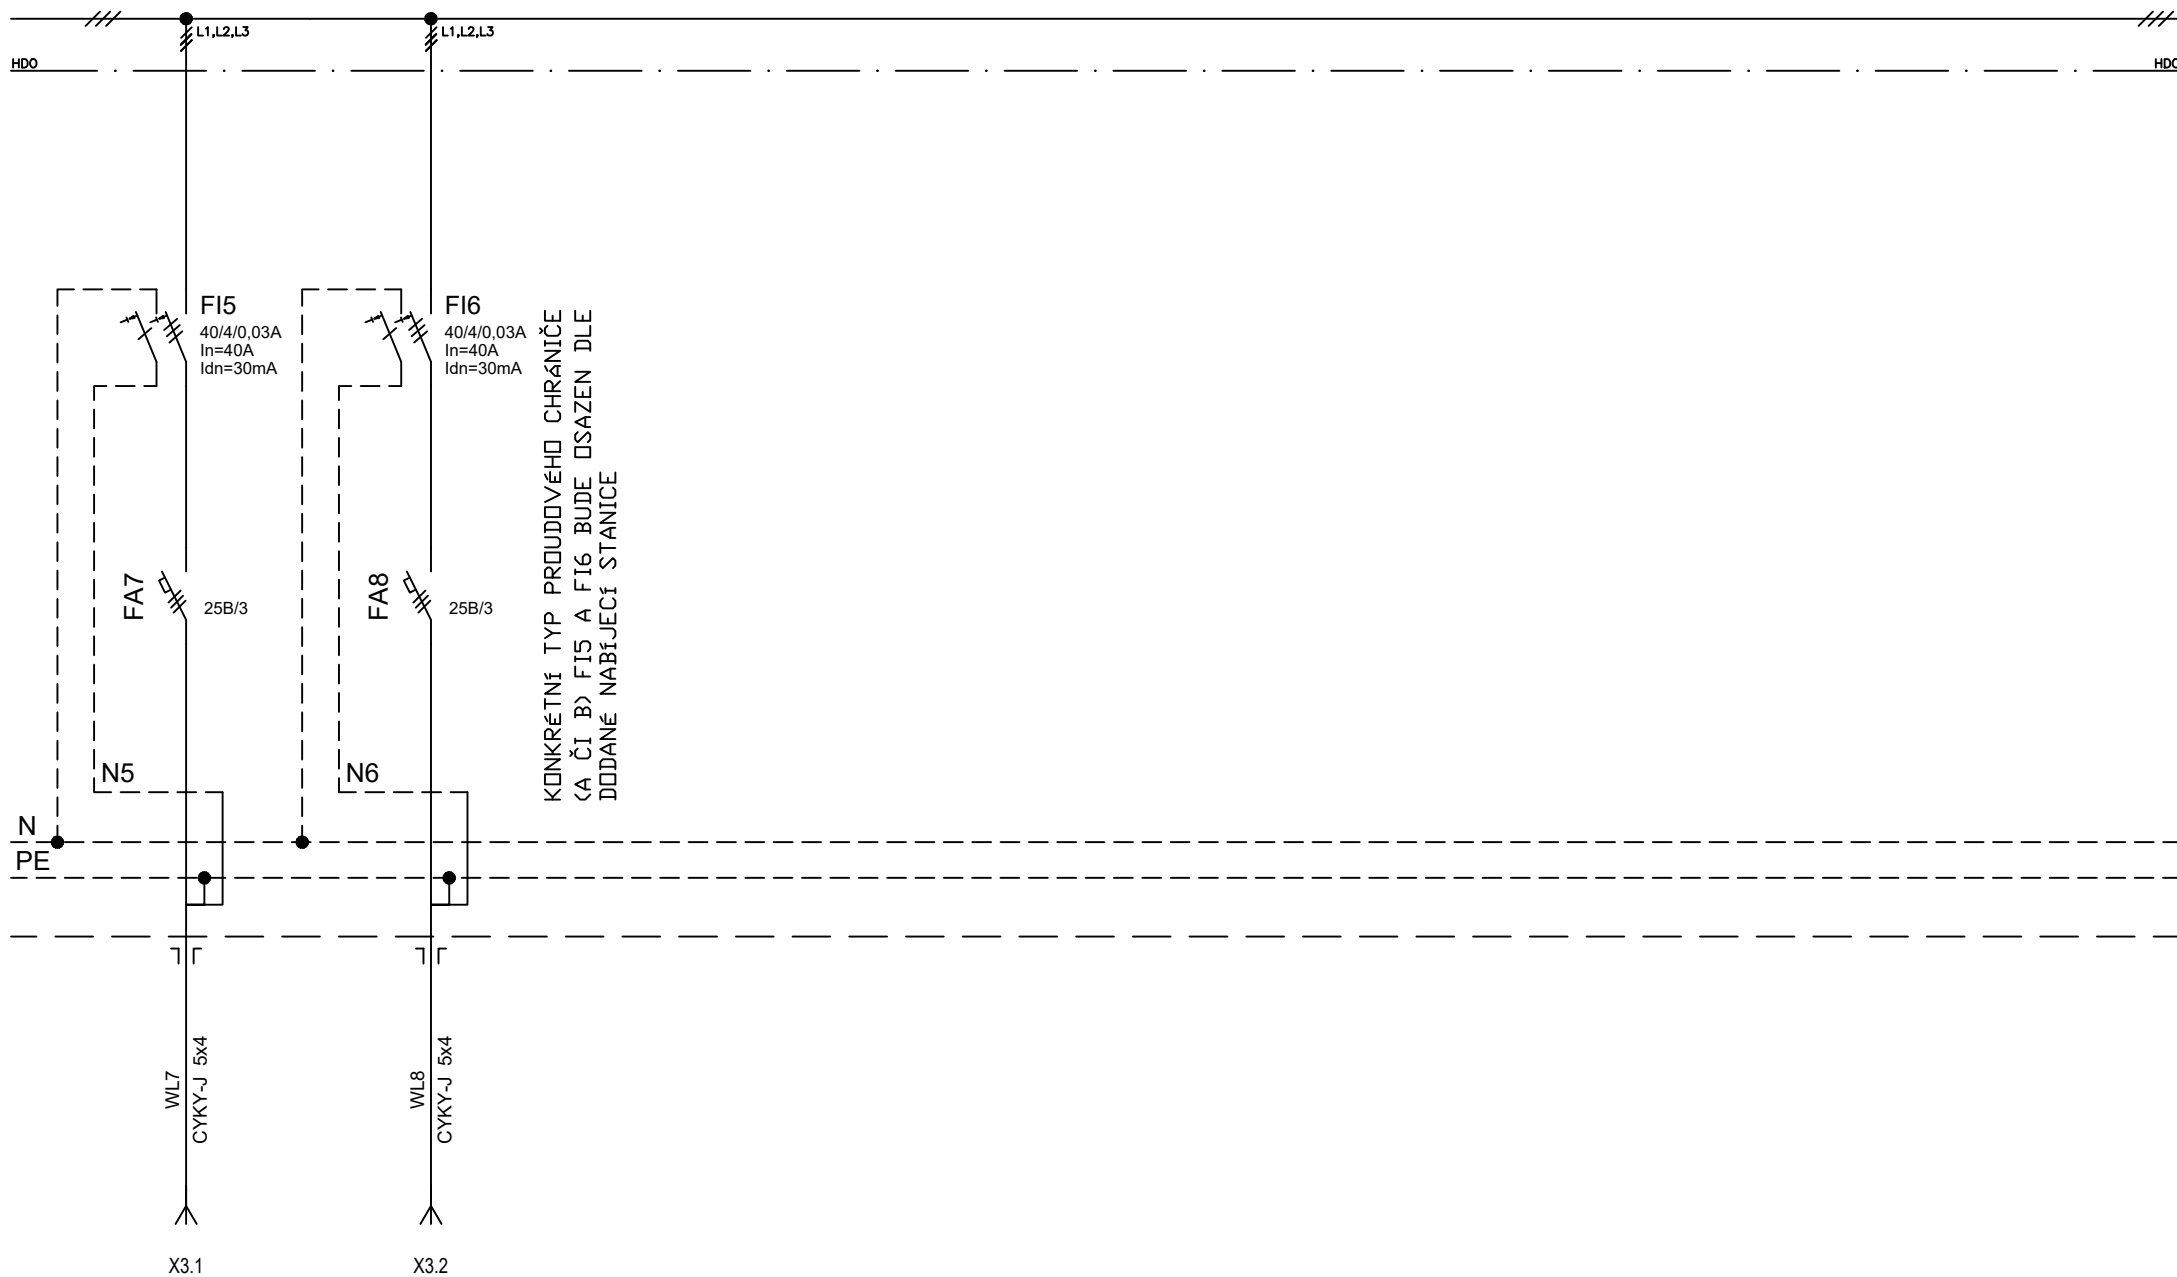 L1,L2,L3
L1,L2,L3
HDO
HDO
FI5
40/4/0,03A
In=40A
Idn=30mA
FI6
40/4/0,03A
In=40A
Idn=30mA
KONKRÉTNÍ TYP PROUDOVÉHO CHRÁNIČE
(A ČI B) FI5 A FI6 BUDE OSAZEN DLE
DODANÉ NABÍJECÍ STANICE
FA7
25B/3
FA8
25B/3
N5
N6
N
PE
WL7
CYKY-J 5x4
WL8
CYKY-J 5x4
X3.1
X3.2